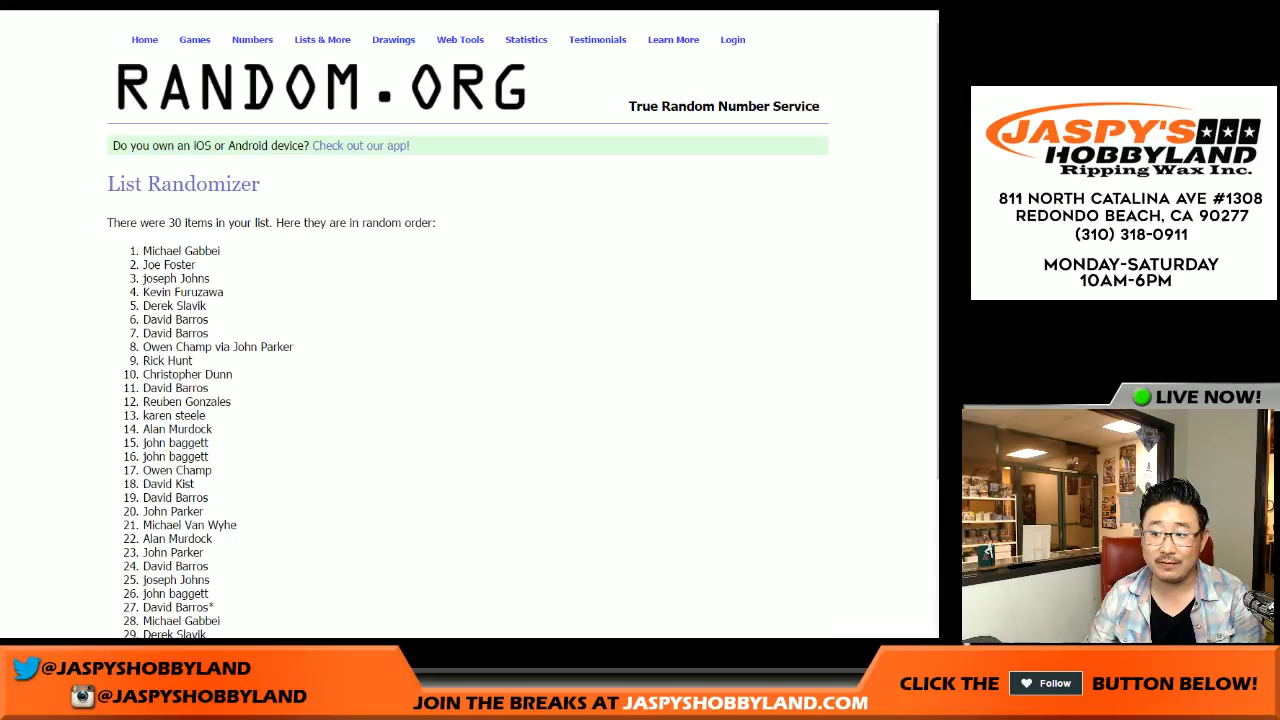 Home Games Numbers Lists & More Drawings Web Tools Statistics Testimonials Learn More Login
RANDOM.ORG
True Random Number Service
Do you own an iOS or Android device? Check out our app!
List Randomizer
There were 30 items in your list. Here they are in random order:
1. Michael Gabbei
2. Joe Foster
3. joseph Johns
4. Kevin Furuzawa
5. Derek Slavik
6. David Barros
7. David Barros
8. Owen Champ via John Parker
9. Rick Hunt
10. Christopher Dunn
11. David Barros
12. Reuben Gonzales
13. karen steele
14. Alan Murdock
15. john baggett
16. john baggett
17. Owen Champ
18. David Kist
19. David Barros
20. John Parker
21. Michael Van Wyhe
22. Alan Murdock
23. John Parker
24. David Barros
25. joseph Johns
26. john baggett
27. David Barros*
28. Michael Gabbei
29. Derek Slavik
JASPY'S
HOBBYLAND
Ripping Wax Inc.
811 NORTH CATALINA AVE #1308
REDONDO BEACH, CA 90277
(310) 318-0911
MONDAY-SATURDAY
10AM-6PM
LIVE NOW!
@JASPYSHOBBYLAND
@JASPYSHOBBYLAND
JOIN THE BREAKS AT JASPYSHOBBYLAND.COM
CLICK THE Follow BUTTON BELOW!